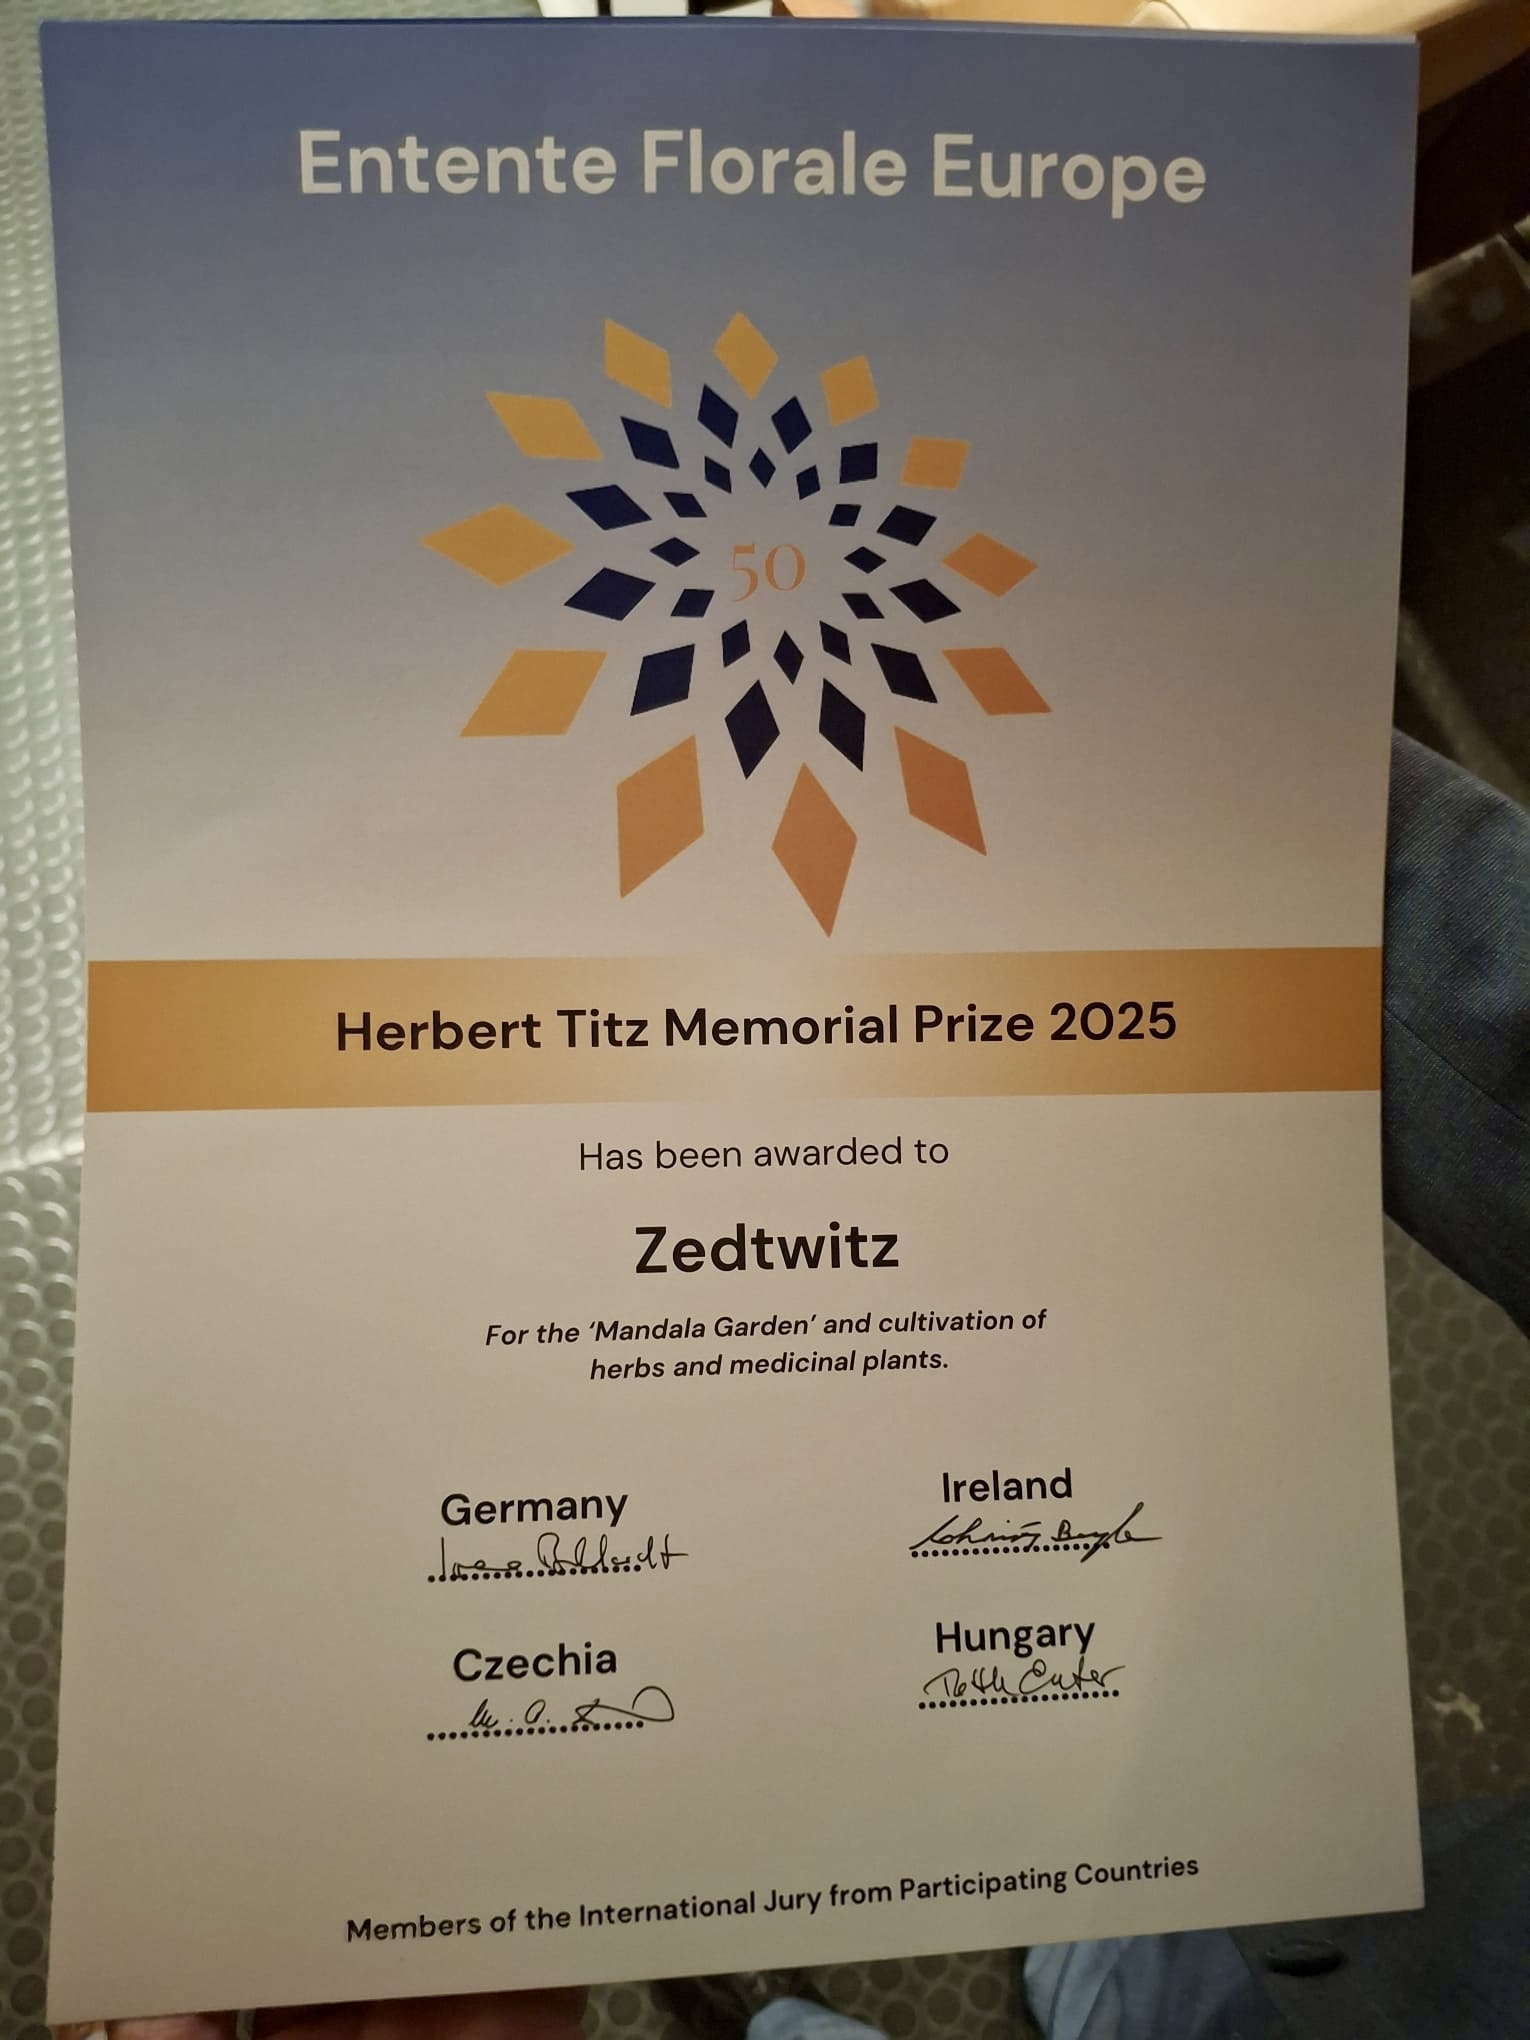 Entente Florale Europe
50
Herbert Titz Memorial Prize 2025
Has been awarded to
Zedtwitz
For the ‘Mandala Garden’ and cultivation of
herbs and medicinal plants.
Germany
Ireland
Czechia
Hungary
Members of the International Jury from Participating Countries